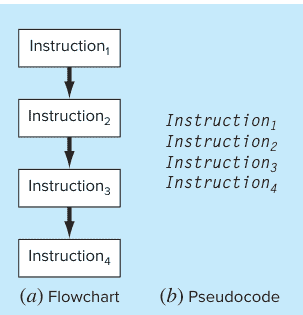 Instruction₁
Instruction₂
Instruction₃
Instruction₄
(a) Flowchart
Instruction₁
Instruction₂
Instruction₃
Instruction₄
(b) Pseudocode